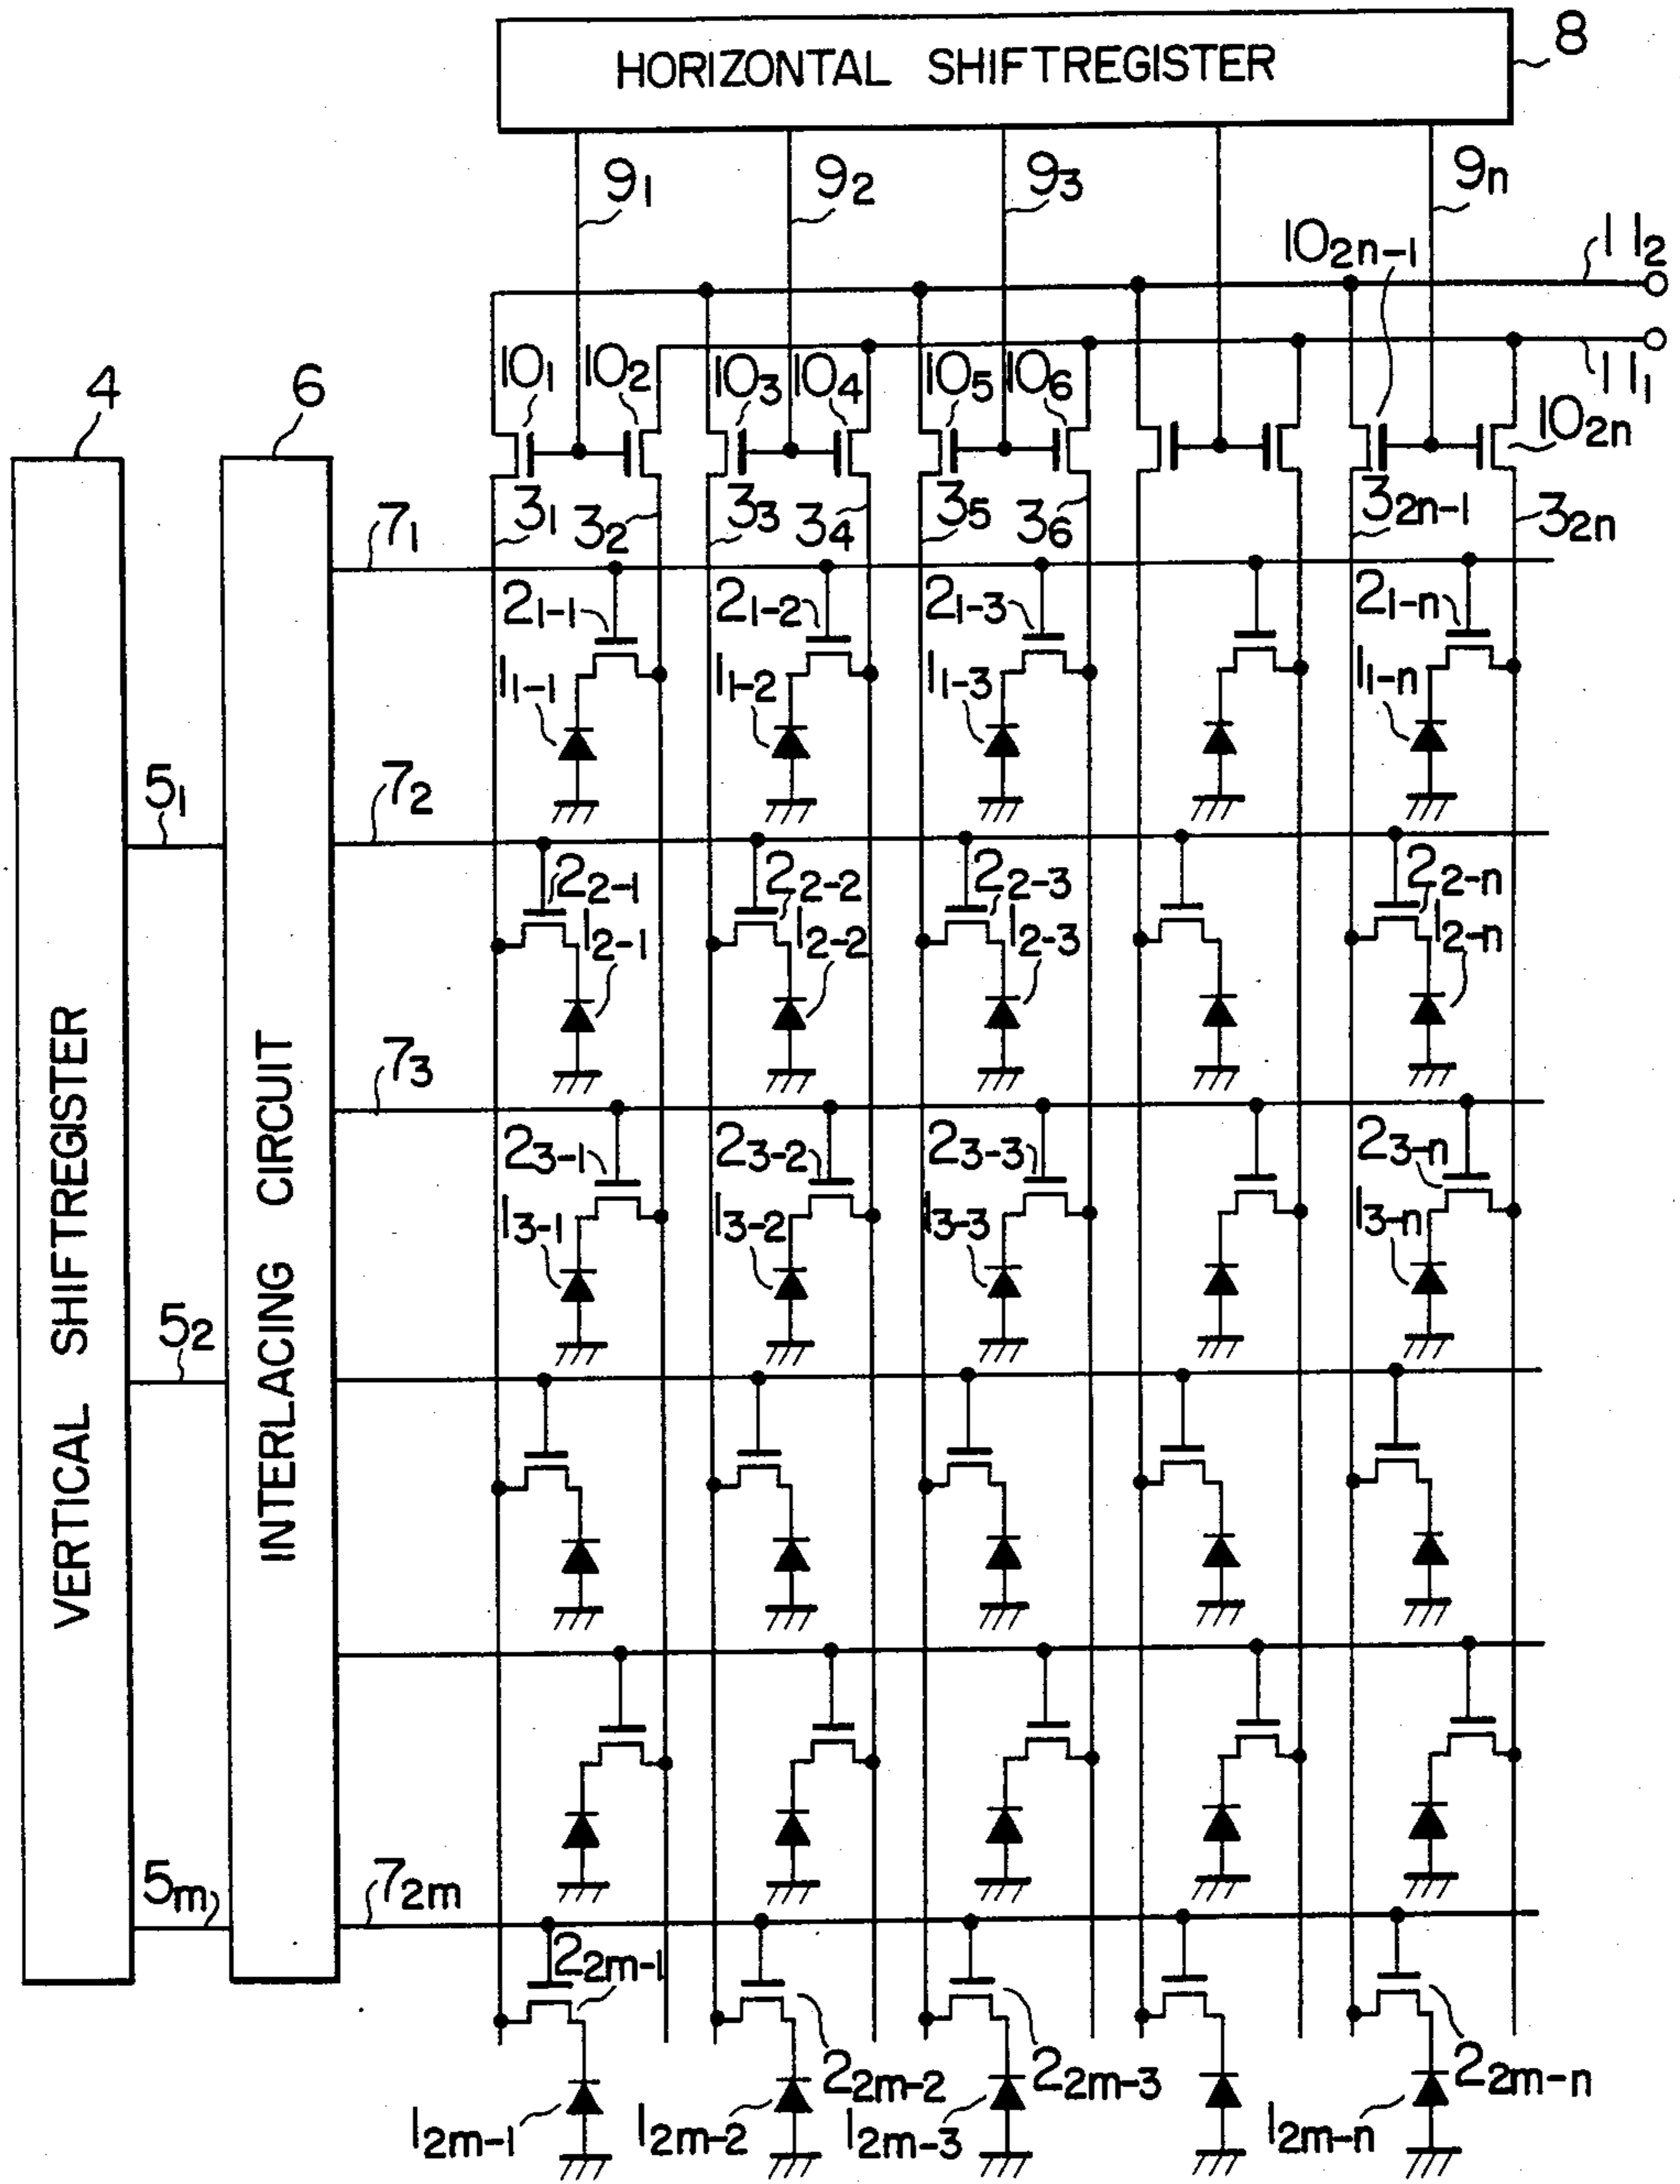 HORIZONTAL SHIFTREGISTER
8
9₁ 9₂ 9₃ 9ₙ
10₂ₙ₋₁ 11₂
4 6 10₁ 10₂ 10₃ 10₄ 10₅ 10₆ 11₁
10₂ₙ
7₁ 3₁ 3₂ 3₃ 3₄ 3₅ 3₆ 3₂ₙ₋₁ 3₂ₙ
2₁₋₁ 2₁₋₂ 2₁₋₃ 2₁₋ₙ
1₁₋₁ 1₁₋₂ 1₁₋₃ 1₁₋ₙ
5₁ 7₂
2₂₋₁ 2₂₋₂ 2₂₋₃ 2₂₋ₙ
1₂₋₁ 1₂₋₂ 1₂₋₃ 1₂₋ₙ
VERTICAL SHIFTREGISTER
INTERLACING CIRCUIT
7₃
2₃₋₁ 2₃₋₂ 2₃₋₃ 2₃₋ₙ
1₃₋₁ 1₃₋₂ 1₃₋₃ 1₃₋ₙ
5₂
5ₘ 7₂ₘ
2₂ₘ₋₁
2₂ₘ₋₂ 2₂ₘ₋₃ 2₂ₘ₋ₙ
1₂ₘ₋₁ 1₂ₘ₋₂ 1₂ₘ₋₃ 1₂ₘ₋ₙ